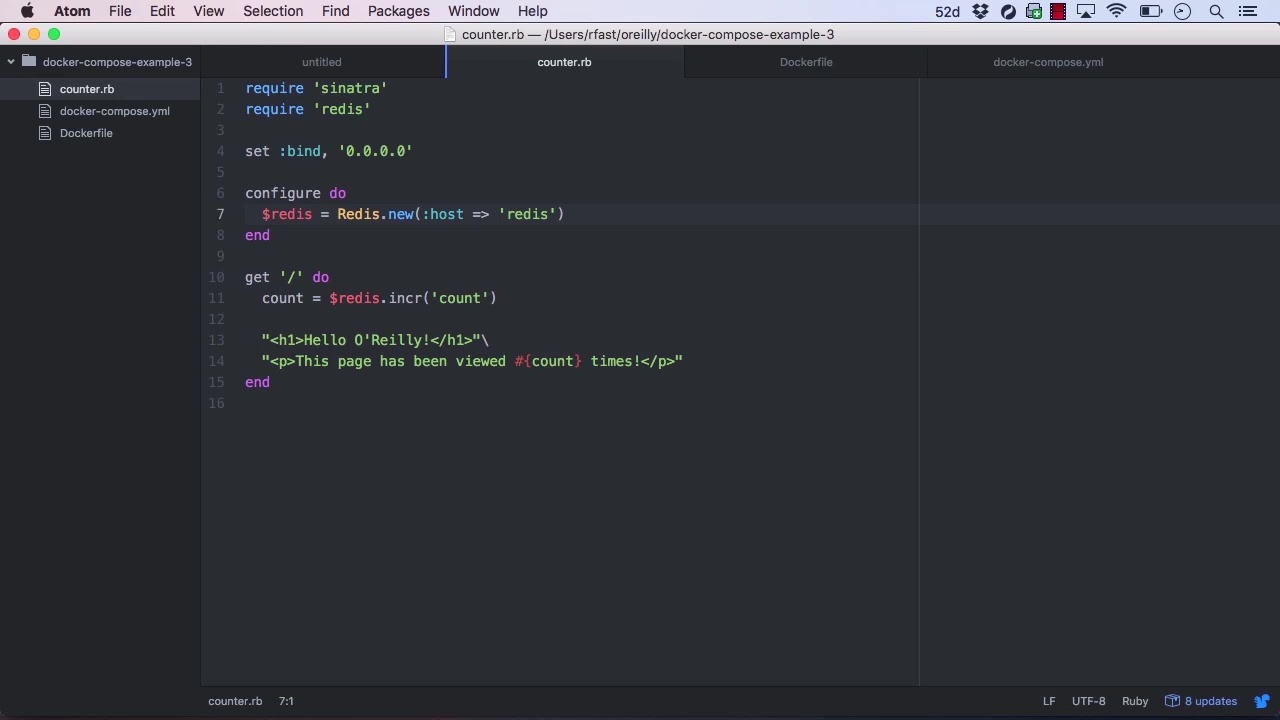 Atom File Edit View Selection Find Packages Window Help 52d
counter.rb — /Users/rfast/oreilly/docker-compose-example-3
docker-compose-example-3
counter.rb
docker-compose.yml
Dockerfile
untitled counter.rb Dockerfile docker-compose.yml
1 require 'sinatra'
2 require 'redis'
3
4 set :bind, '0.0.0.0'
5
6 configure do
7 $redis = Redis.new(:host => 'redis')
8 end
9
10 get '/' do
11 count = $redis.incr('count')
12
13 "<h1>Hello O'Reilly!</h1>"\
14 "<p>This page has been viewed #{count} times!</p>"
15 end
16
counter.rb 7:1 LF UTF-8 Ruby 8 updates